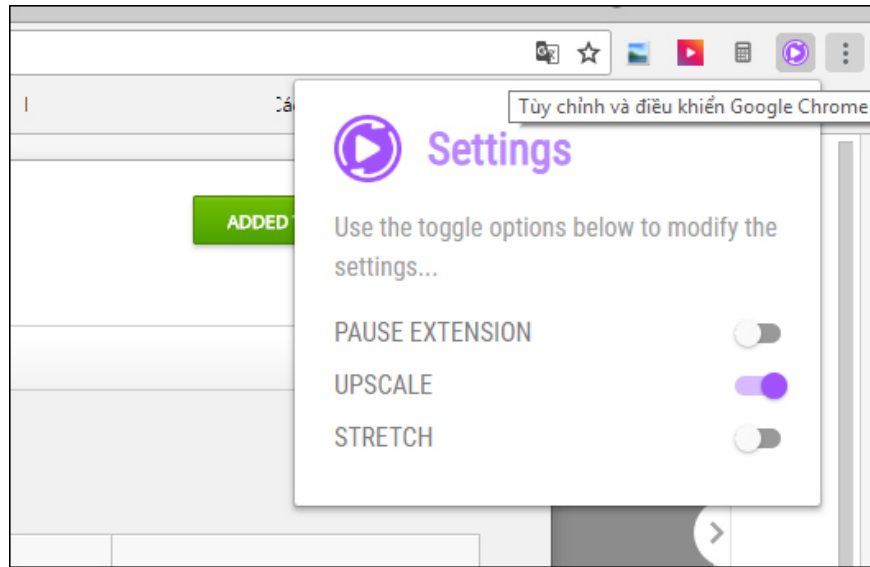 Các
Tùy chỉnh và điều khiển Google Chrome
Settings
ADDED
Use the toggle options below to modify the
settings...
PAUSE EXTENSION
UPSCALE
STRETCH